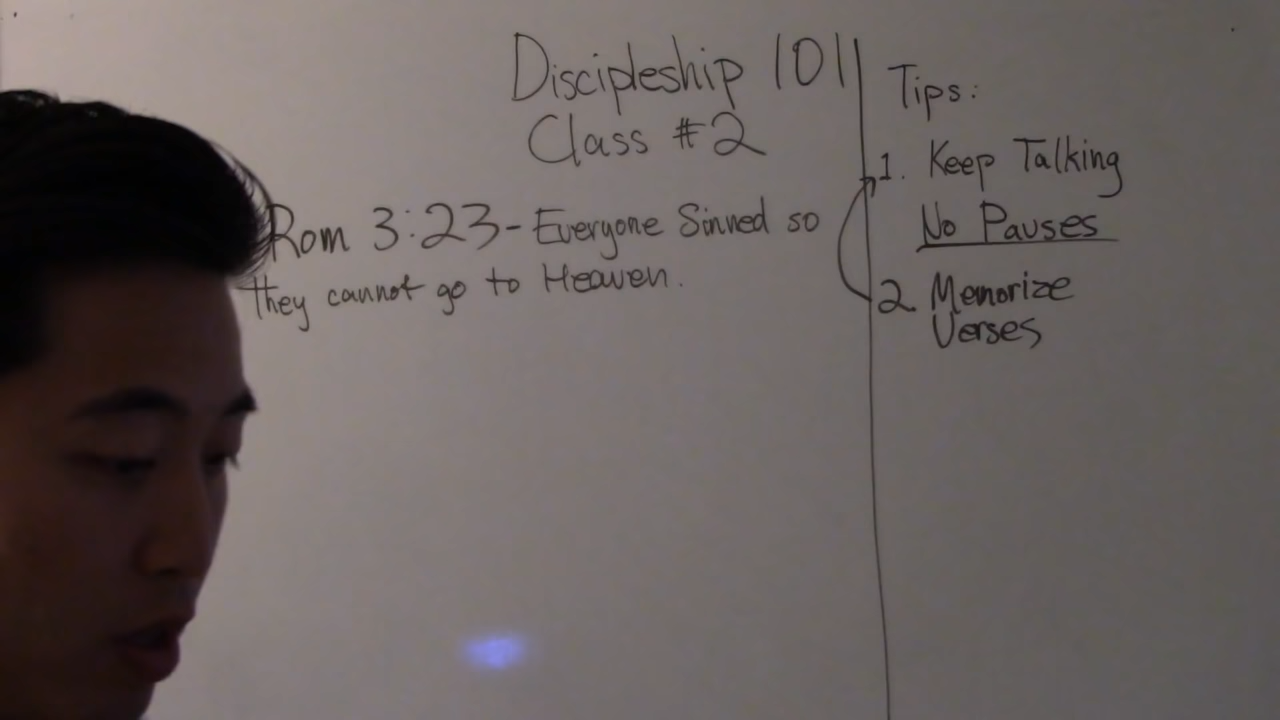 Discipleship 101
Class #2
Rom 3:23 - Everyone Sinned so
they cannot go to Heaven.
Tips:
1. Keep Talking
No Pauses
2. Memorize
Verses